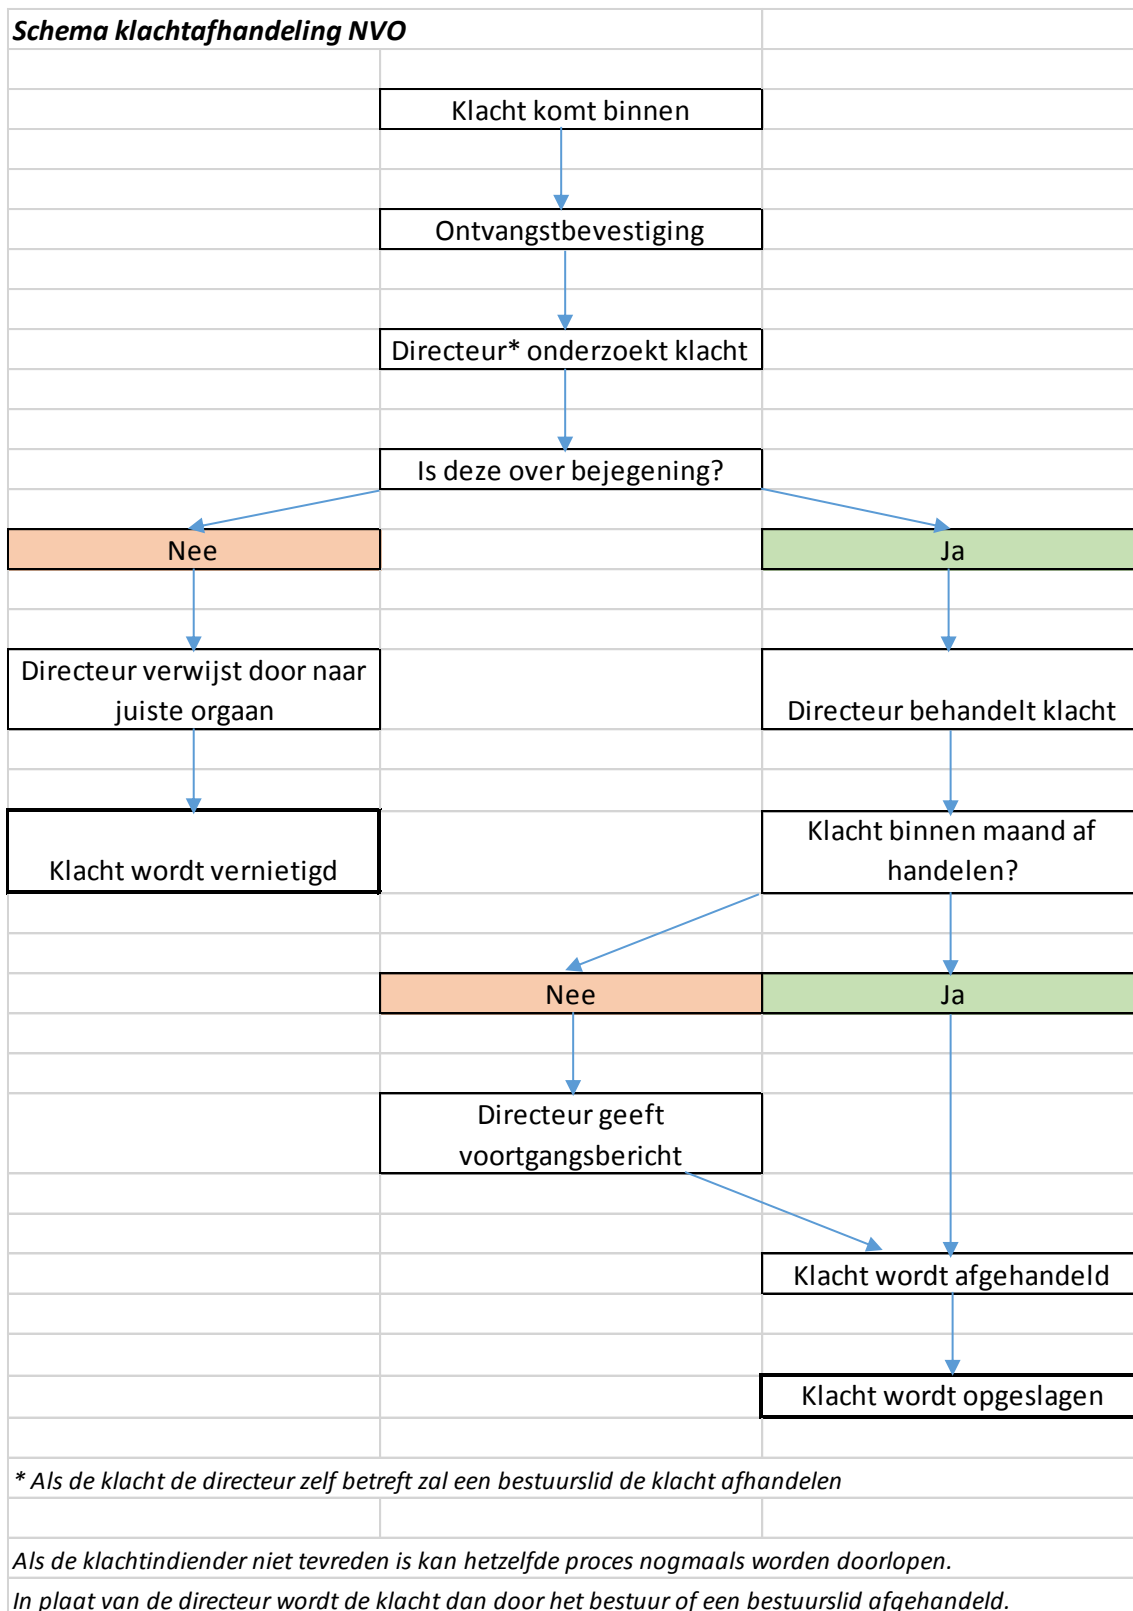 Schema klachtafhandeling NVO
Klacht komt binnen
Ontvangstbevestiging
Directeur* onderzoekt klacht
Is deze over bejegening?
Nee
Ja
Directeur verwijst door naar
juiste orgaan
Directeur behandelt klacht
Klacht wordt vernietigd
Klacht binnen maand af
handelen?
Nee
Ja
Directeur geeft
voortgangsbericht
Klacht wordt afgehandeld
Klacht wordt opgeslagen
* Als de klacht de directeur zelf betreft zal een bestuurslid de klacht afhandelen
Als de klachtindiender niet tevreden is kan hetzelfde proces nogmaals worden doorlopen.
In plaat van de directeur wordt de klacht dan door het bestuur of een bestuurslid afgehandeld.